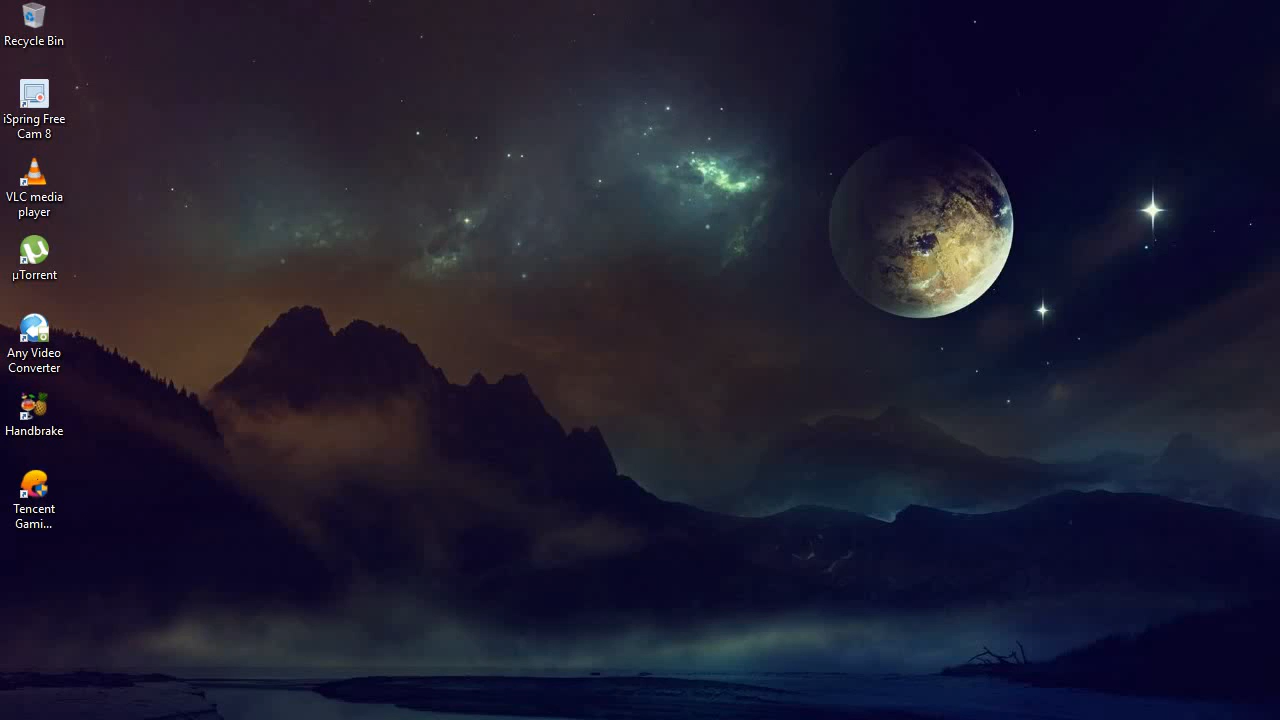 Recycle Bin
iSpring Free
Cam 8
VLC media
player
µTorrent
Any Video
Converter
Handbrake
Tencent
Gami...